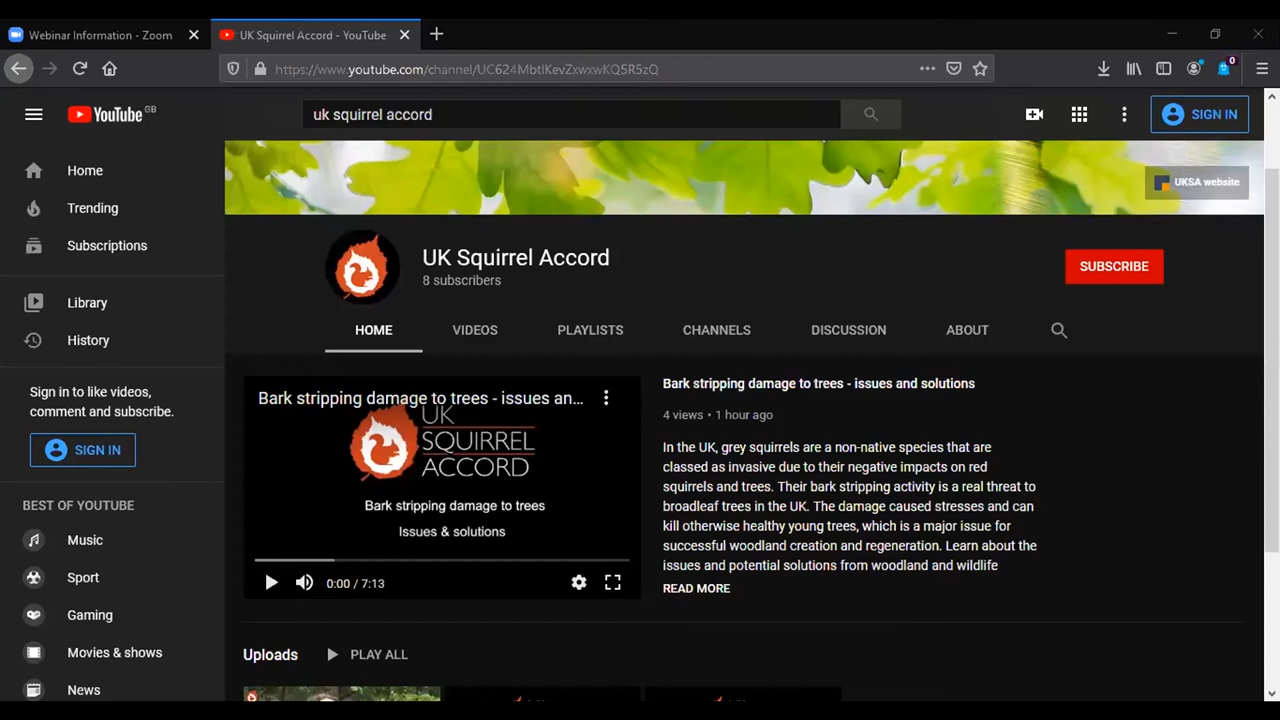 Webinar Information - Zoom
UK Squirrel Accord - YouTube
https://www.youtube.com/channel/UC624MbtIKevZxwxwKQ5R5zQ
0
YouTube GB
uk squirrel accord
SIGN IN
Home
Trending
Subscriptions
Library
History
Sign in to like videos,
comment and subscribe.
SIGN IN
BEST OF YOUTUBE
Music
Sport
Gaming
Movies & shows
News
UKSA website
UK Squirrel Accord
8 subscribers
SUBSCRIBE
HOME VIDEOS PLAYLISTS CHANNELS DISCUSSION ABOUT
Bark stripping damage to trees - issues an...
UK
SQUIRREL
ACCORD
Bark stripping damage to trees
Issues & solutions
0:00 / 7:13
Bark stripping damage to trees - issues and solutions
4 views • 1 hour ago
In the UK, grey squirrels are a non-native species that are
classed as invasive due to their negative impacts on red
squirrels and trees. Their bark stripping activity is a real threat to
broadleaf trees in the UK. The damage caused stresses and can
kill otherwise healthy young trees, which is a major issue for
successful woodland creation and regeneration. Learn about the
issues and potential solutions from woodland and wildlife
READ MORE
Uploads
PLAY ALL